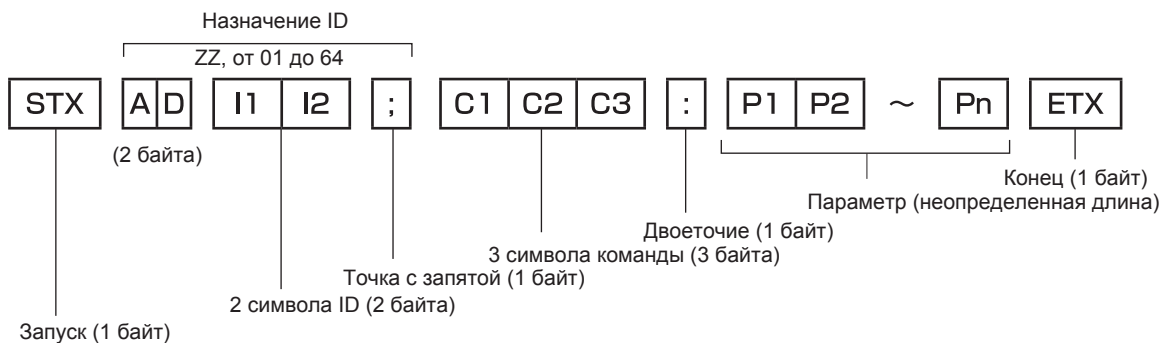 Назначение ID
ZZ, от 01 до 64
STX A D I1 I2 ; C1 C2 C3 : P1 P2 ~ Pn ETX
(2 байта)
Конец (1 байт)
Параметр (неопределенная длина)
Двоеточие (1 байт)
3 символа команды (3 байта)
Точка с запятой (1 байт)
2 символа ID (2 байта)
Запуск (1 байт)